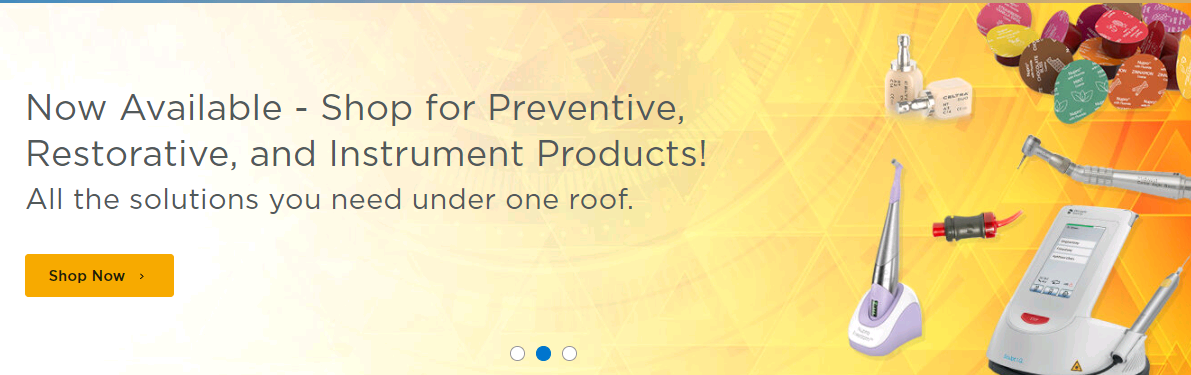 Now Available - Shop for Preventive,
Restorative, and Instrument Products!
All the solutions you need under one roof.
Shop Now ›
CELTRA
DUO